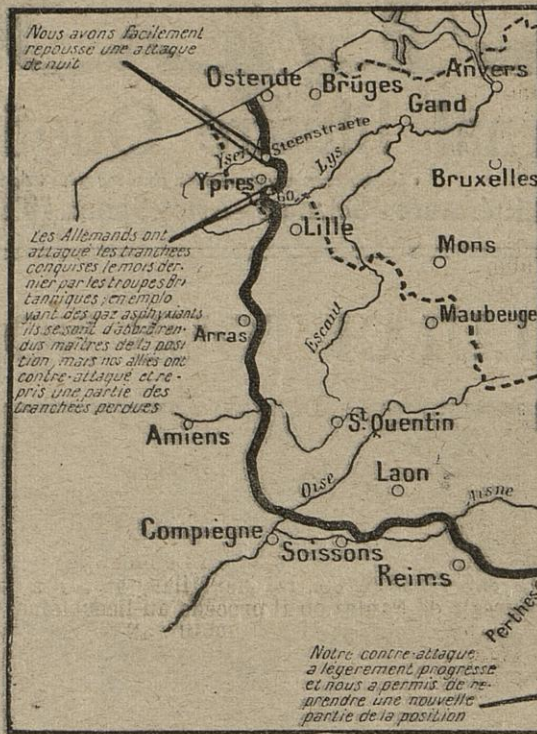 Nous avons facilement
repoussé une attaque
de nuit
Ostende
Brûges
Anvers
Gand
Steenstraete
Yser
Lys
Ypres
60
Bruxelles
Lille
Les Allemands ont
attaqué les tranchées
conquises le mois der-
nier par les troupes Bri
tanniques; en emplo
yant des gaz asphyxiants
ils se sont d'abord ren-
dus maîtres de la posi
tion, mais nos alliés ont
contre-attaqué et re-
pris une partie des
tranchées perdues
Mons
Maubeuge
Escaut
Arras
Amiens
St Quentin
Oise
Laon
Aisne
Compiègne
Soissons
Reims
Perthes
Notre contre-attaque
a légèrement progressé
et nous a permis de re-
prendre une nouvelle
partie de la position